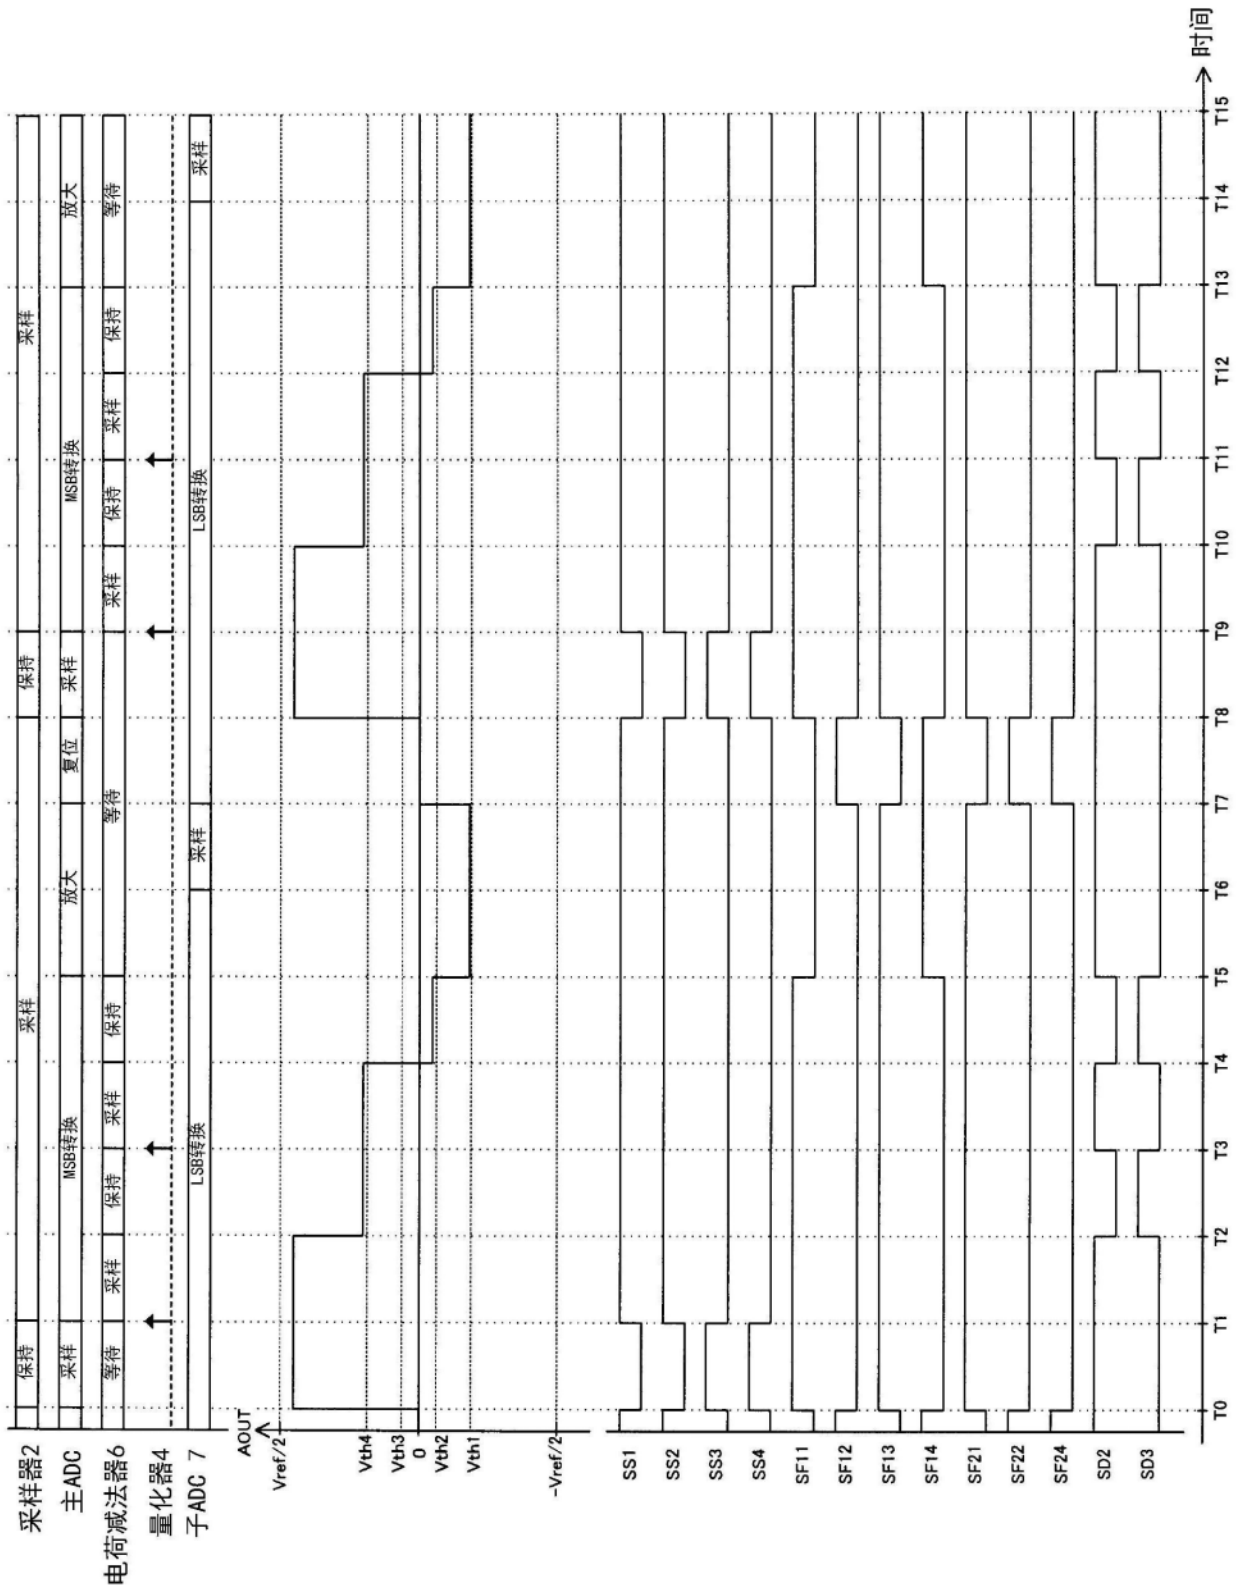 采样器2 保持 采样 保持 采样
主ADC 采样 MSB转换 放大 复位 采样 MSB转换 放大
电荷减法器6 等待 采样 保持 采样 保持 等待 采样 保持 采样 保持 等待
量化器4
子ADC 7 LSB转换 采样 LSB转换 采样
AOUT
Vref/2
Vth4
Vth3
0
Vth2
Vth1
-Vref/2
SS1
SS2
SS3
SS4
SF11
SF12
SF13
SF14
SF21
SF22
SF24
SD2
SD3
T0 T1 T2 T3 T4 T5 T6 T7 T8 T9 T10 T11 T12 T13 T14 T15 时间